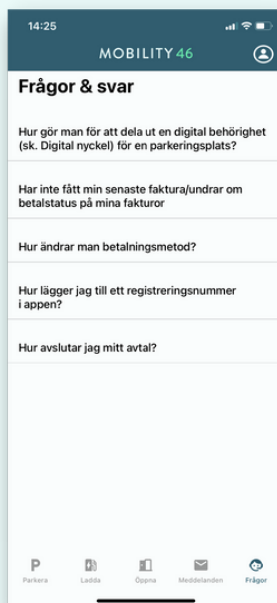 14:25
MOBILITY 46
Frågor & svar
Hur gör man för att dela ut en digital behörighet
(sk. Digital nyckel) för en parkeringsplats?
Har inte fått min senaste faktura/undrar om
betalstatus på mina fakturor
Hur ändrar man betalningsmetod?
Hur lägger jag till ett registreringsnummer
i appen?
Hur avslutar jag mitt avtal?
P
Parkera Ladda Öppna Meddelanden Frågor